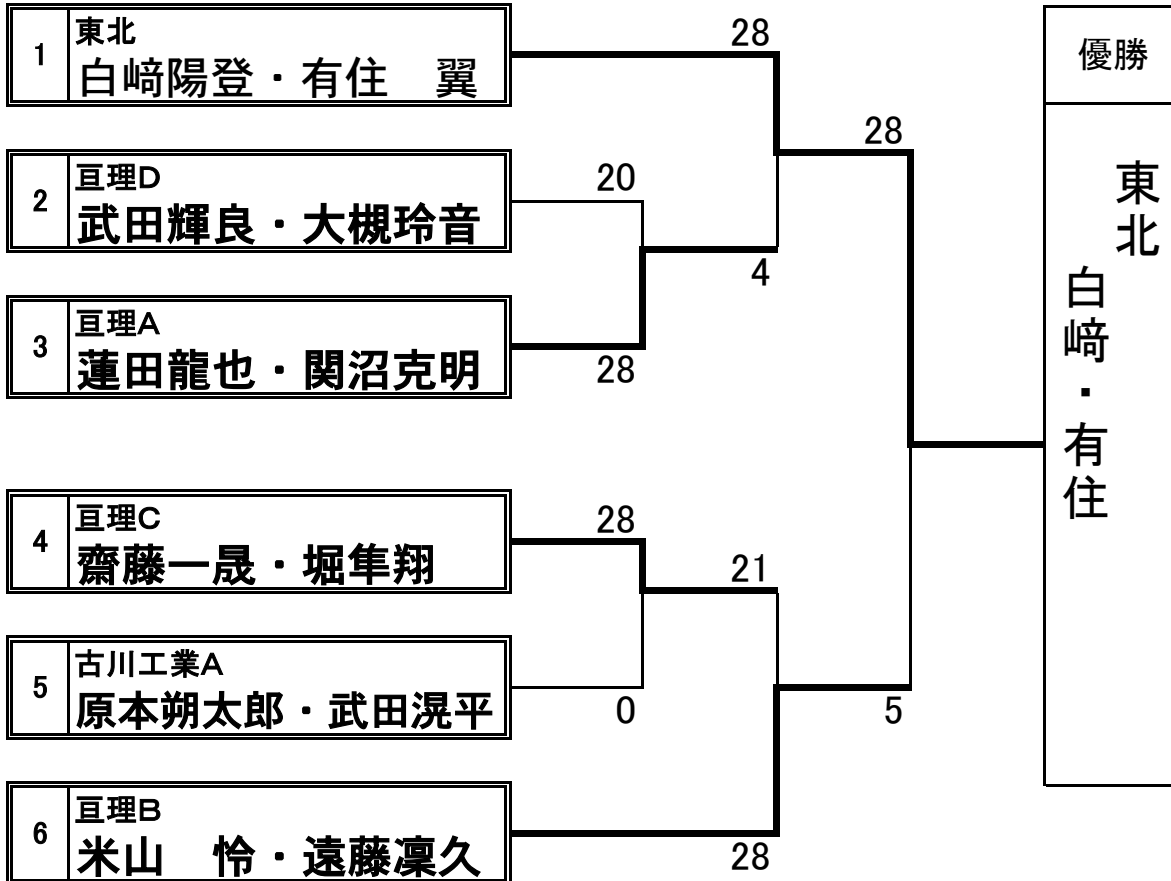 1
東北
白﨑陽登・有住　翼
2
亘理D
武田輝良・大槻玲音
3
亘理A
蓮田龍也・関沼克明
4
亘理C
齋藤一晟・堀隼翔
5
古川工業A
原本朔太郎・武田滉平
6
亘理B
米山　怜・遠藤凜久
28
20
28
4
28
28
0
21
28
5
優勝
東北
白﨑・有住